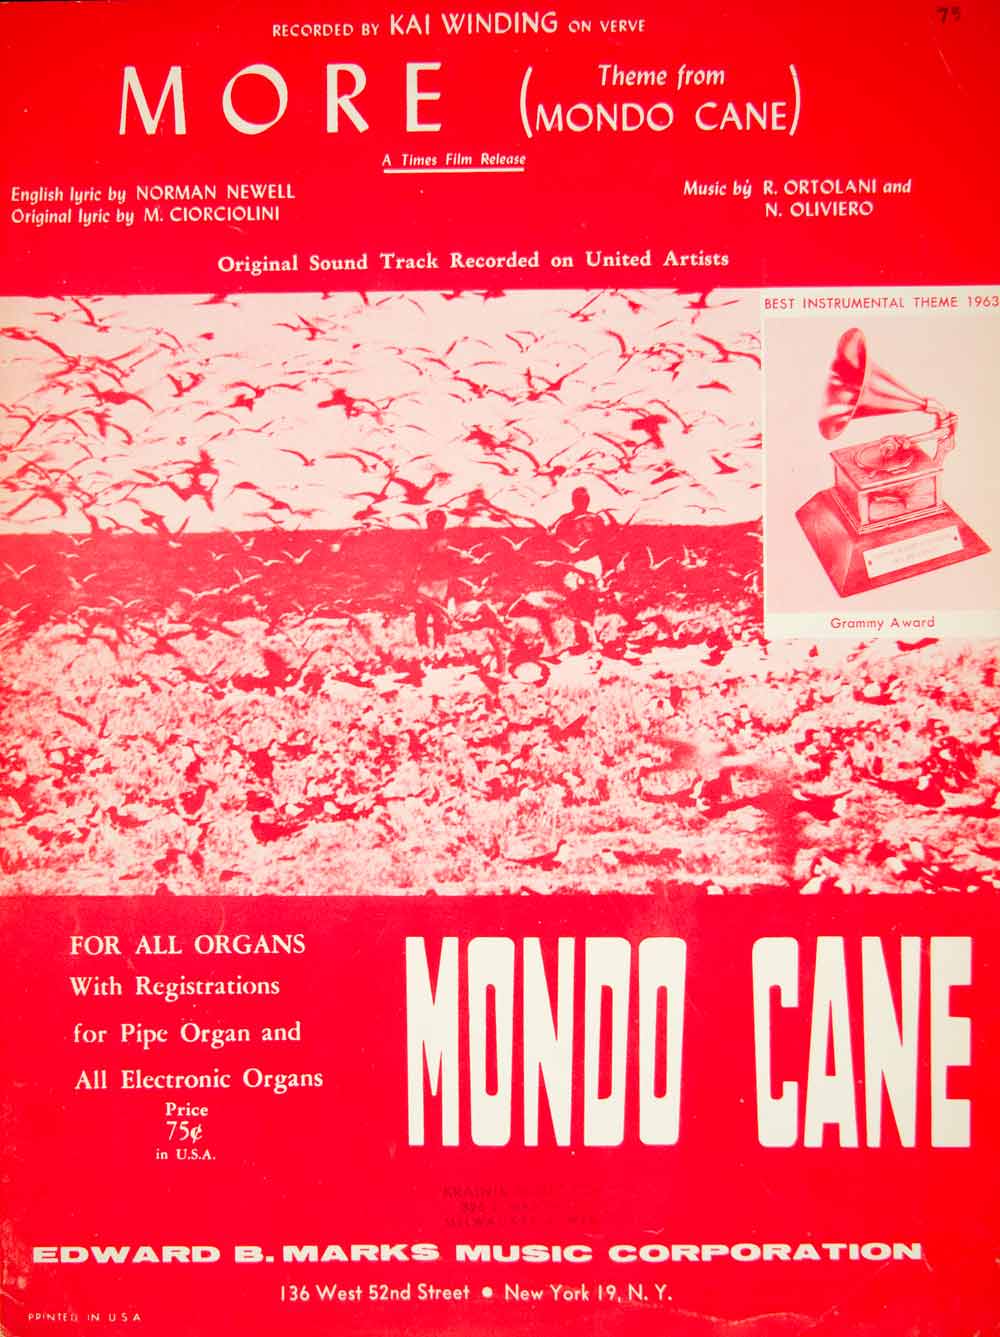 75
RECORDED BY KAI WINDING ON VERVE
MORE (Theme from MONDO CANE)
A Times Film Release
English lyric by NORMAN NEWELL
Original lyric by M. CIORCIOLINI
Music by R. ORTOLANI and
N. OLIVIERO
Original Sound Track Recorded on United Artists
BEST INSTRUMENTAL THEME 1963
Grammy Award
FOR ALL ORGANS
With Registrations
for Pipe Organ and
All Electronic Organs
Price
75¢
in U.S.A.
MONDO CANE
EDWARD B. MARKS MUSIC CORPORATION
136 West 52nd Street • New York 19, N. Y.
PRINTED IN U S A